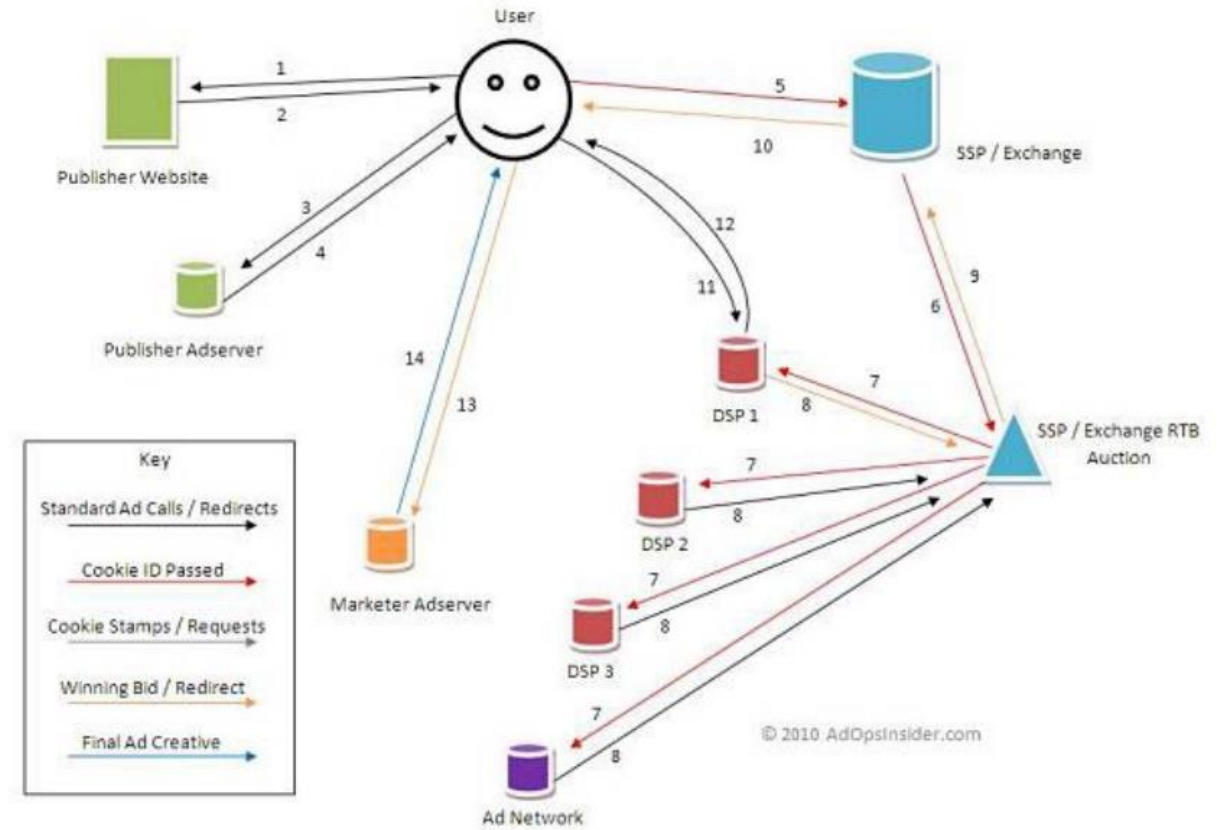 User
1
2
5
10
SSP / Exchange
Publisher Website
3
4
12
11
9
6
Publisher Adserver
14
13
7
8
DSP 1
SSP / Exchange RTB
Auction
Key
Standard Ad Calls / Redirects
Cookie ID Passed
Cookie Stamps / Requests
Winning Bid / Redirect
Final Ad Creative
7
8
DSP 2
Marketer Adserver
7
8
DSP 3
7
8
Ad Network
© 2010 AdOpsInsider.com